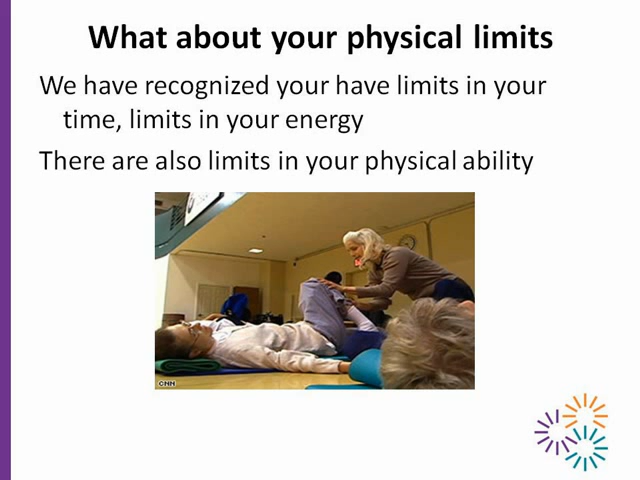 What about your physical limits
We have recognized your have limits in your
time, limits in your energy
There are also limits in your physical ability
CNN